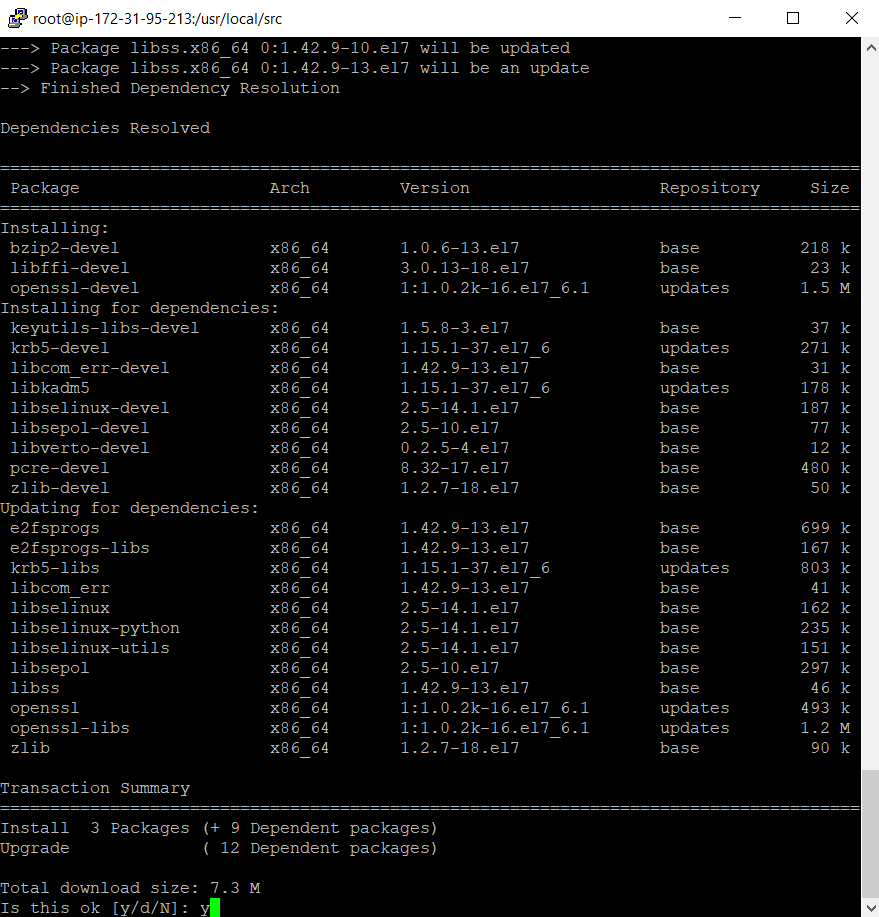 root@ip-172-31-95-213:/usr/local/src
---> Package libss.x86_64 0:1.42.9-10.el7 will be updated
---> Package libss.x86_64 0:1.42.9-13.el7 will be an update
--> Finished Dependency Resolution
Dependencies Resolved
======================================================================================
Package Arch Version Repository Size
======================================================================================
Installing:
bzip2-devel x86_64 1.0.6-13.el7 base 218 k
libffi-devel x86_64 3.0.13-18.el7 base 23 k
openssl-devel x86_64 1:1.0.2k-16.el7_6.1 updates 1.5 M
Installing for dependencies:
keyutils-libs-devel x86_64 1.5.8-3.el7 base 37 k
krb5-devel x86_64 1.15.1-37.el7_6 updates 271 k
libcom_err-devel x86_64 1.42.9-13.el7 base 31 k
libkadm5 x86_64 1.15.1-37.el7_6 updates 178 k
libselinux-devel x86_64 2.5-14.1.el7 base 187 k
libsepol-devel x86_64 2.5-10.el7 base 77 k
libverto-devel x86_64 0.2.5-4.el7 base 12 k
pcre-devel x86_64 8.32-17.el7 base 480 k
zlib-devel x86_64 1.2.7-18.el7 base 50 k
Updating for dependencies:
e2fsprogs x86_64 1.42.9-13.el7 base 699 k
e2fsprogs-libs x86_64 1.42.9-13.el7 base 167 k
krb5-libs x86_64 1.15.1-37.el7_6 updates 803 k
libcom_err x86_64 1.42.9-13.el7 base 41 k
libselinux x86_64 2.5-14.1.el7 base 162 k
libselinux-python x86_64 2.5-14.1.el7 base 235 k
libselinux-utils x86_64 2.5-14.1.el7 base 151 k
libsepol x86_64 2.5-10.el7 base 297 k
libss x86_64 1.42.9-13.el7 base 46 k
openssl x86_64 1:1.0.2k-16.el7_6.1 updates 493 k
openssl-libs x86_64 1:1.0.2k-16.el7_6.1 updates 1.2 M
zlib x86_64 1.2.7-18.el7 base 90 k
Transaction Summary
======================================================================================
Install 3 Packages (+ 9 Dependent packages)
Upgrade ( 12 Dependent packages)
Total download size: 7.3 M
Is this ok [y/d/N]: y